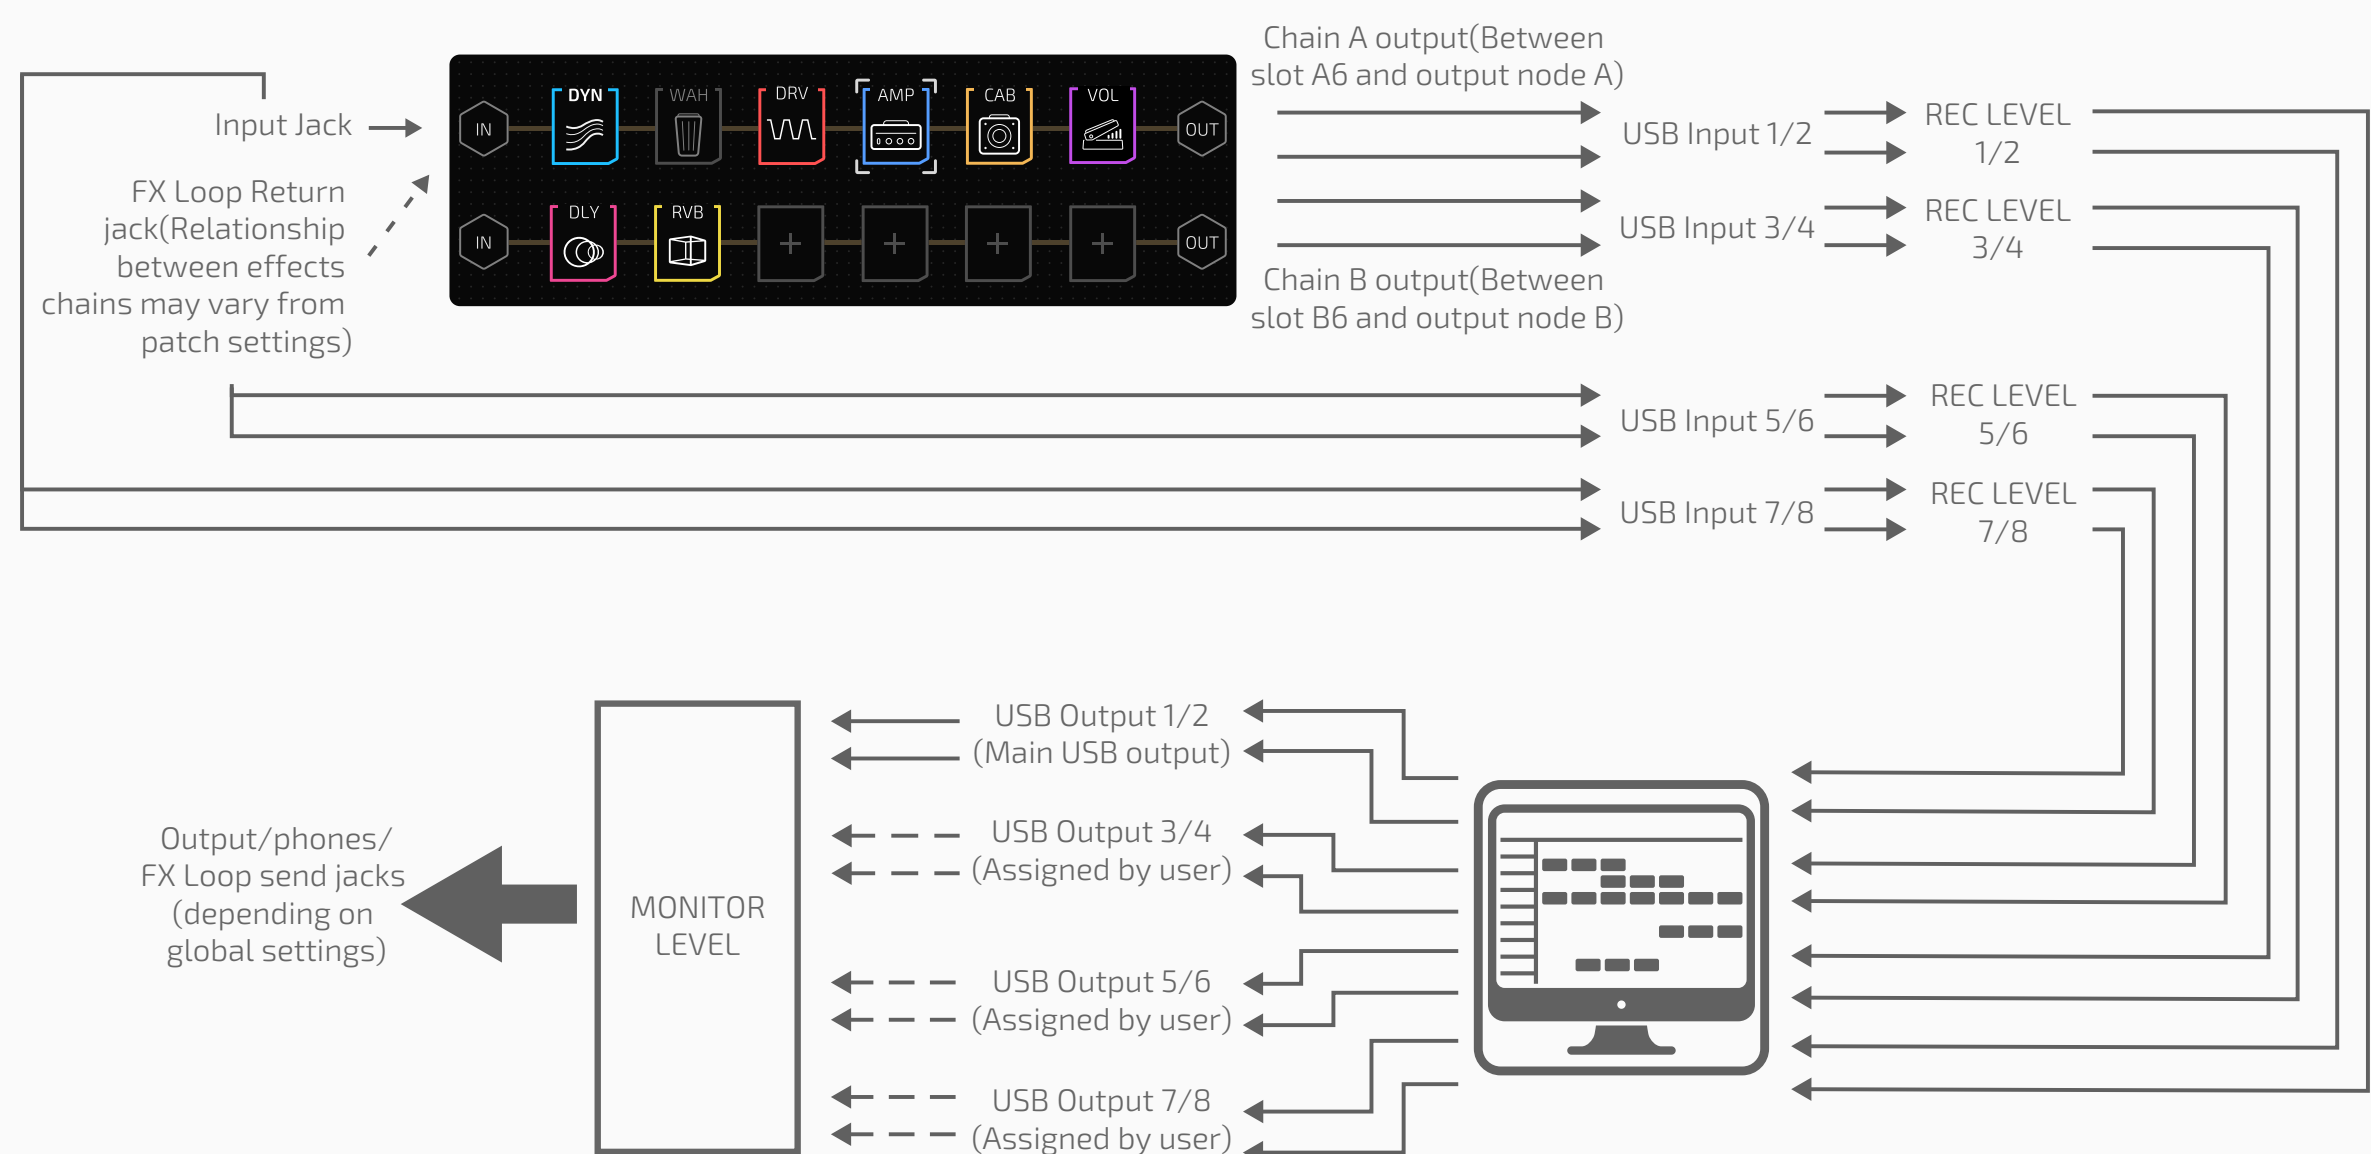 Chain A output(Between
slot A6 and output node A)
Input Jack
FX Loop Return
jack(Relationship
between effects
chains may vary from
patch settings)
IN
DYN
WAH
DRV
AMP
CAB
VOL
OUT
IN
DLY
RVB
+
+
+
+
OUT
Chain B output(Between
slot B6 and output node B)
USB Input 1/2
REC LEVEL
1/2
USB Input 3/4
REC LEVEL
3/4
USB Input 5/6
REC LEVEL
5/6
USB Input 7/8
REC LEVEL
7/8
USB Output 1/2
(Main USB output)
USB Output 3/4
(Assigned by user)
USB Output 5/6
(Assigned by user)
USB Output 7/8
(Assigned by user)
MONITOR
LEVEL
Output/phones/
FX Loop send jacks
(depending on
global settings)